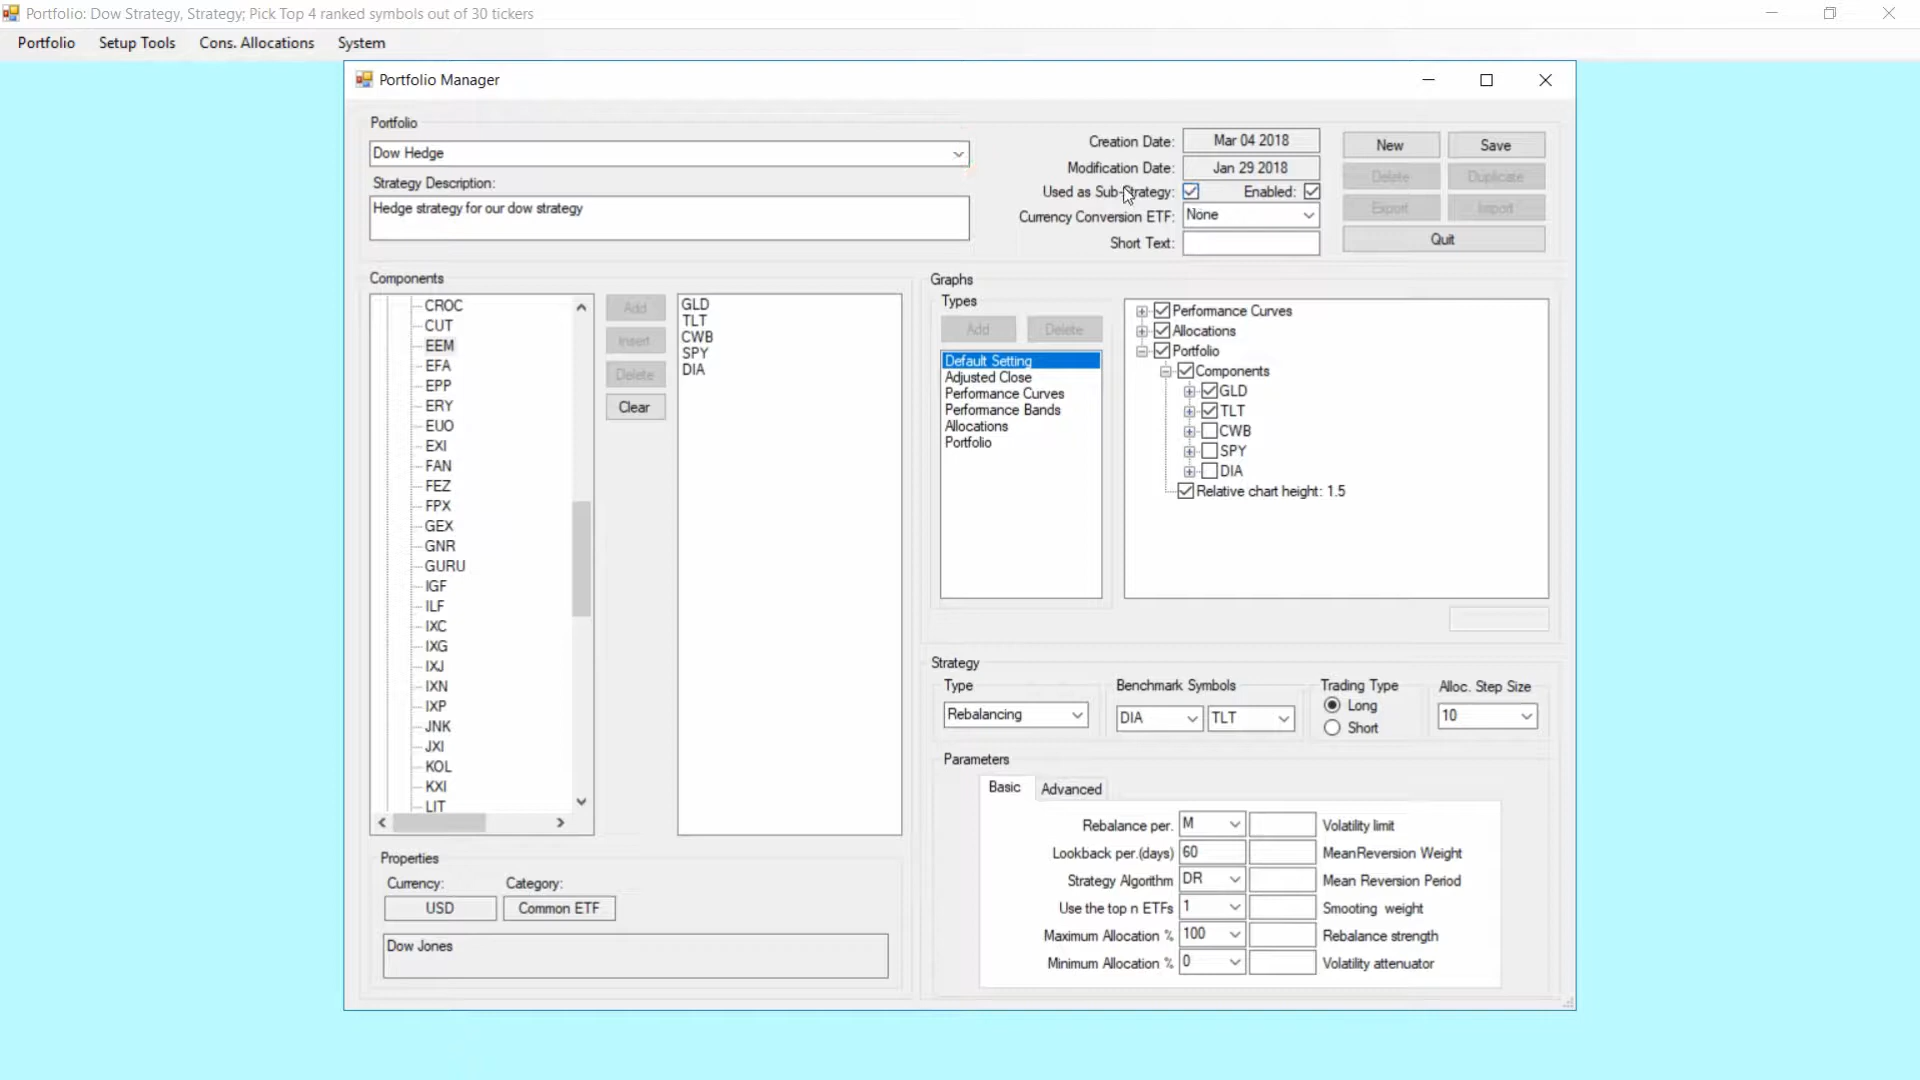 Portfolio: Dow Strategy, Strategy; Pick Top 4 ranked symbols out of 30 tickers
Portfolio Setup Tools Cons. Allocations System
Portfolio Manager
Portfolio
Dow Hedge
Strategy Description:
Hedge strategy for our dow strategy
Creation Date: Mar 04 2018
Modification Date: Jan 29 2018
Used as Sub-Strategy: Enabled:
Currency Conversion ETF: None
Short Text:
New Save
Delete Duplicate
Export Import
Quit
Components
CROC
CUT
EEM
EFA
EPP
ERY
EUO
EXI
FAN
FEZ
FPX
GEX
GNR
GURU
IGF
ILF
IXC
IXG
IXJ
IXN
IXP
JNK
JXI
KOL
KXI
LIT
Add
Insert
Delete
Clear
GLD
TLT
CWB
SPY
DIA
Properties
Currency: Category:
USD Common ETF
Dow Jones
Graphs
Types
Add Delete
Default Setting
Adjusted Close
Performance Curves
Performance Bands
Allocations
Portfolio
Performance Curves
Allocations
Portfolio
Components
GLD
TLT
CWB
SPY
DIA
Relative chart height: 1.5
Strategy
Type Benchmark Symbols Trading Type Alloc. Step Size
Rebalancing DIA TLT Long 10
Short
Parameters
Basic Advanced
Rebalance per. M Volatility limit
Lookback per.(days) 60 MeanReversion Weight
Strategy Algorithm DR Mean Reversion Period
Use the top n ETFs 1 Smooting weight
Maximum Allocation % 100 Rebalance strength
Minimum Allocation % 0 Volatility attenuator